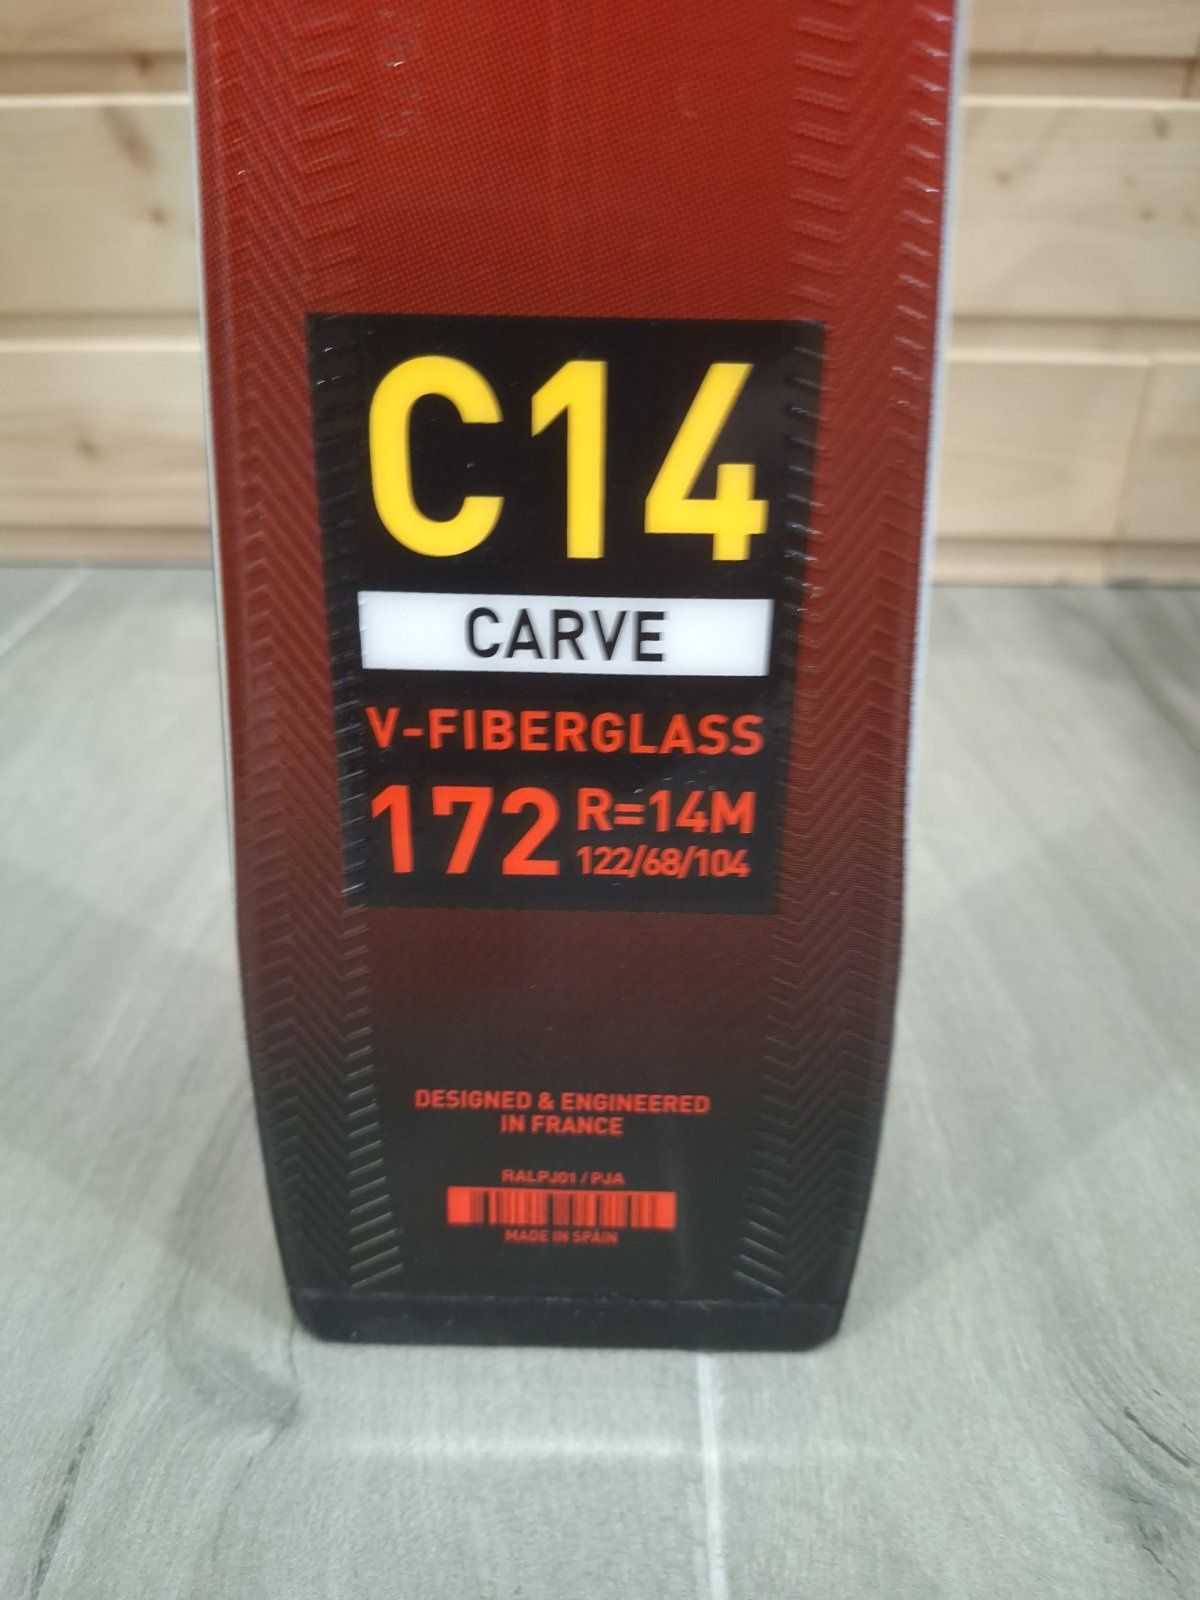 C14
CARVE
V-FIBERGLASS
172 R=14M
122/68/104
DESIGNED & ENGINEERED
IN FRANCE
RALPJ01 / PJA
MADE IN SPAIN